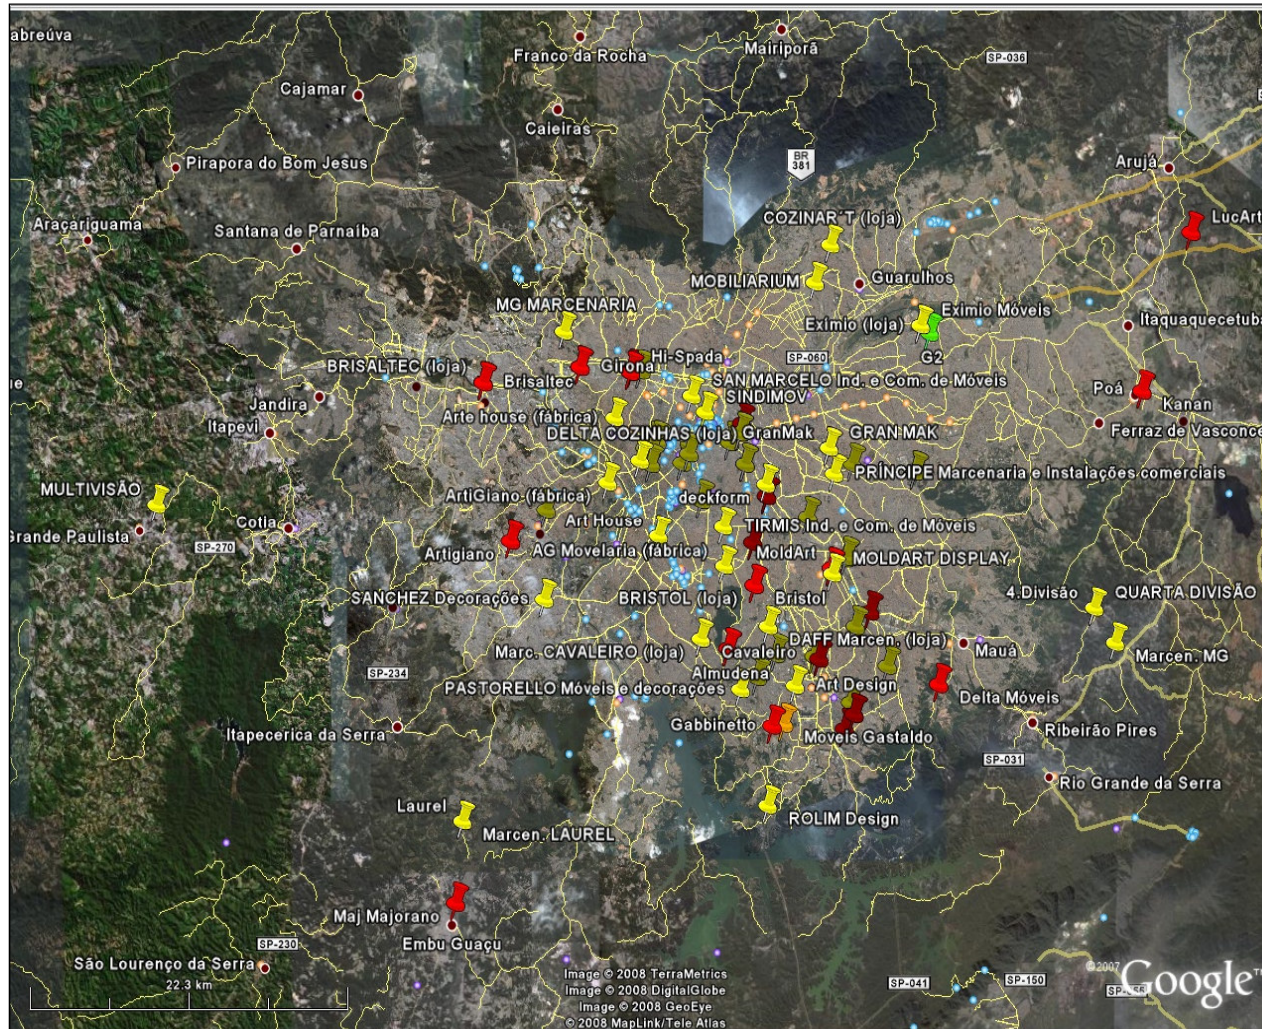 abreúva
Franco da Rocha
Mairiporã
SP-036
Cajamar
Caieiras
BR
381
Pirapora do Bom Jesus
Arujá
Araçariguama
Santana de Parnaíba
COZINAR´T (loja)
LucArt
MOBILIARIUM
Guarulhos
MG MARCENARIA
Eximio (loja)
Eximio Móveis
Itaquaquecetuba
G2
BRISALTEC (loja)
Brisaltec
Girona
Hi-Spada
SP-060
SAN MARCELO Ind. e Com. de Móveis
SINDIMOV
Poá
Kanan
Jandira
Arte house (fábrica)
Itapevi
DELTA COZINHAS (loja)
GranMak
GRAN MAK
Ferraz de Vasconce
PRÍNCIPE Marcenaria e Instalações comerciais
MULTIVISÃO
ArtiGiano (fábrica)
deckform
Cotia
Art House
TIRMIS Ind. e Com. de Móveis
Grande Paulista
SP-270
Artigiano
AG Movelaria (fábrica)
MoldArt
MOLDART DISPLAY
SANCHEZ Decorações
BRISTOL (loja)
Bristol
4.Divisão
QUARTA DIVISÃO
Marc. CAVALEIRO (loja)
Cavaleiro
DAFF Marcen. (loja)
Mauá
Marcen. MG
SP-234
Almudena
PASTORELLO Móveis e decorações
Art Design
Delta Móveis
Itapecerica da Serra
Gabbinetto
Moveis Gastaldo
Ribeirão Pires
SP-031
Rio Grande da Serra
Laurel
Marcen. LAUREL
ROLIM Design
Maj Majorano
Embu Guaçu
SP-230
São Lourenço da Serra
22.3 km
Image © 2008 TerraMetrics
Image © 2008 DigitalGlobe
Image © 2008 GeoEye
© 2008 MapLink/Tele Atlas
SP-041
SP-150
©2007
Google™